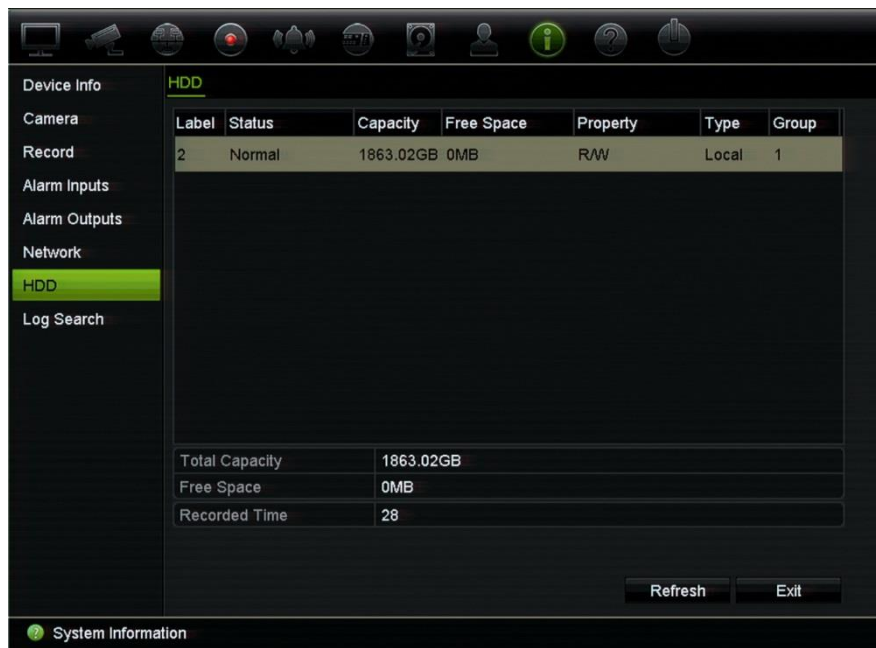 Device Info
HDD
Camera
Label Status Capacity Free Space Property Type Group
Record
2 Normal 1863.02GB 0MB R/W Local 1
Alarm Inputs
Alarm Outputs
Network
HDD
Log Search
Total Capacity 1863.02GB
Free Space 0MB
Recorded Time 28
Refresh Exit
? System Information